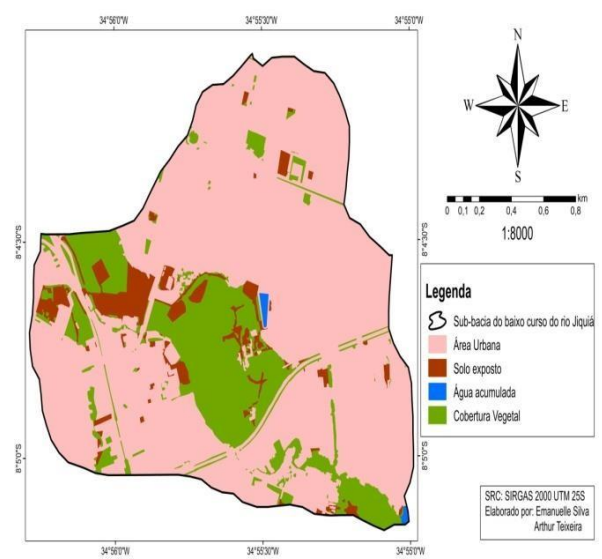 34°56'0"W 34°55'30"W 34°55'0"W
N
W E
S
0 0,1 0,2 0,4 0,6 0,8 km
1:8000
8°4'30"S 8°4'30"S
Legenda
Sub-bacia do baixo curso do rio Jiquiá
Área Urbana
Solo exposto
Água acumulada
Cobertura Vegetal
8°5'0"S 8°5'0"S
SRC: SIRGAS 2000 UTM 25S
Elaborado por: Emanuelle Silva
Arthur Teixeira
34°56'0"W 34°55'30"W 34°55'0"W